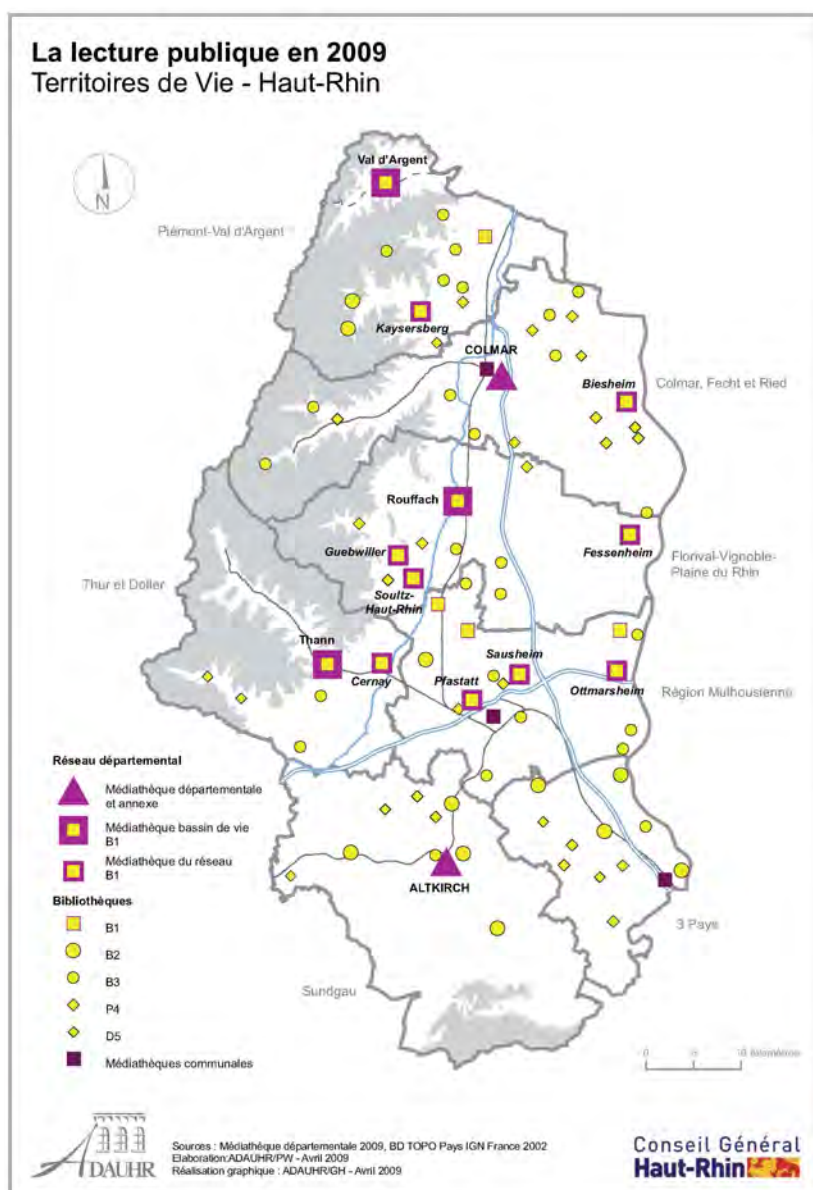 La lecture publique en 2009
Territoires de Vie - Haut-Rhin
N
Val d'Argent
Piémont-Val d'Argent
Kaysersberg
COLMAR
Biesheim
Colmar, Fecht et Ried
Rouffach
Guebwiller
Soultz-
Haut-Rhin
Fessenheim
Florival-Vignoble-
Plaine du Rhin
Thur et Doller
Thann
Cernay
Sausheim
Pfastatt
Ottmarsheim
Région Mulhousienne
ALTKIRCH
3 Pays
Sundgau
Réseau départemental
Médiathèque départementale
et annexe
Médiathèque bassin de vie
B1
Médiathèque du réseau
B1
Bibliothèques
B1
B2
B3
P4
D5
Médiathèques communales
0 5 10 kilomètres
ADAUHR
Sources : Médiathèque départementale 2009, BD TOPO Pays IGN France 2002
Elaboration:ADAUHR/PW - Avril 2009
Réalisation graphique : ADAUHR/GH - Avril 2009
Conseil Général
Haut-Rhin